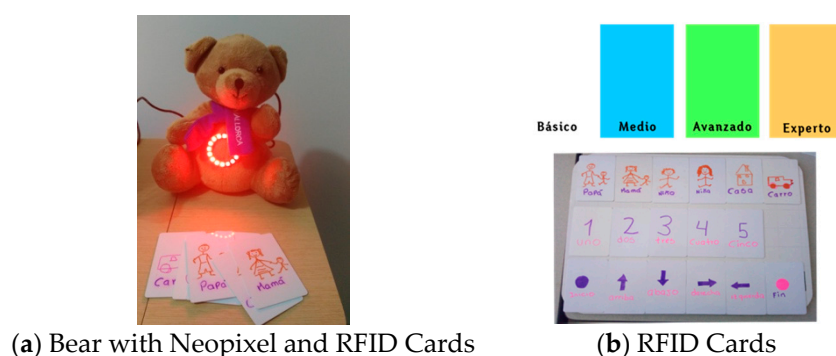 Básico Medio Avanzado Experto
Papá Mamá niño niña Casa Carro
1 2 3 4 5
uno dos tres cuatro cinco
Fin
Car Papá Mamá
(a) Bear with Neopixel and RFID Cards
(b) RFID Cards